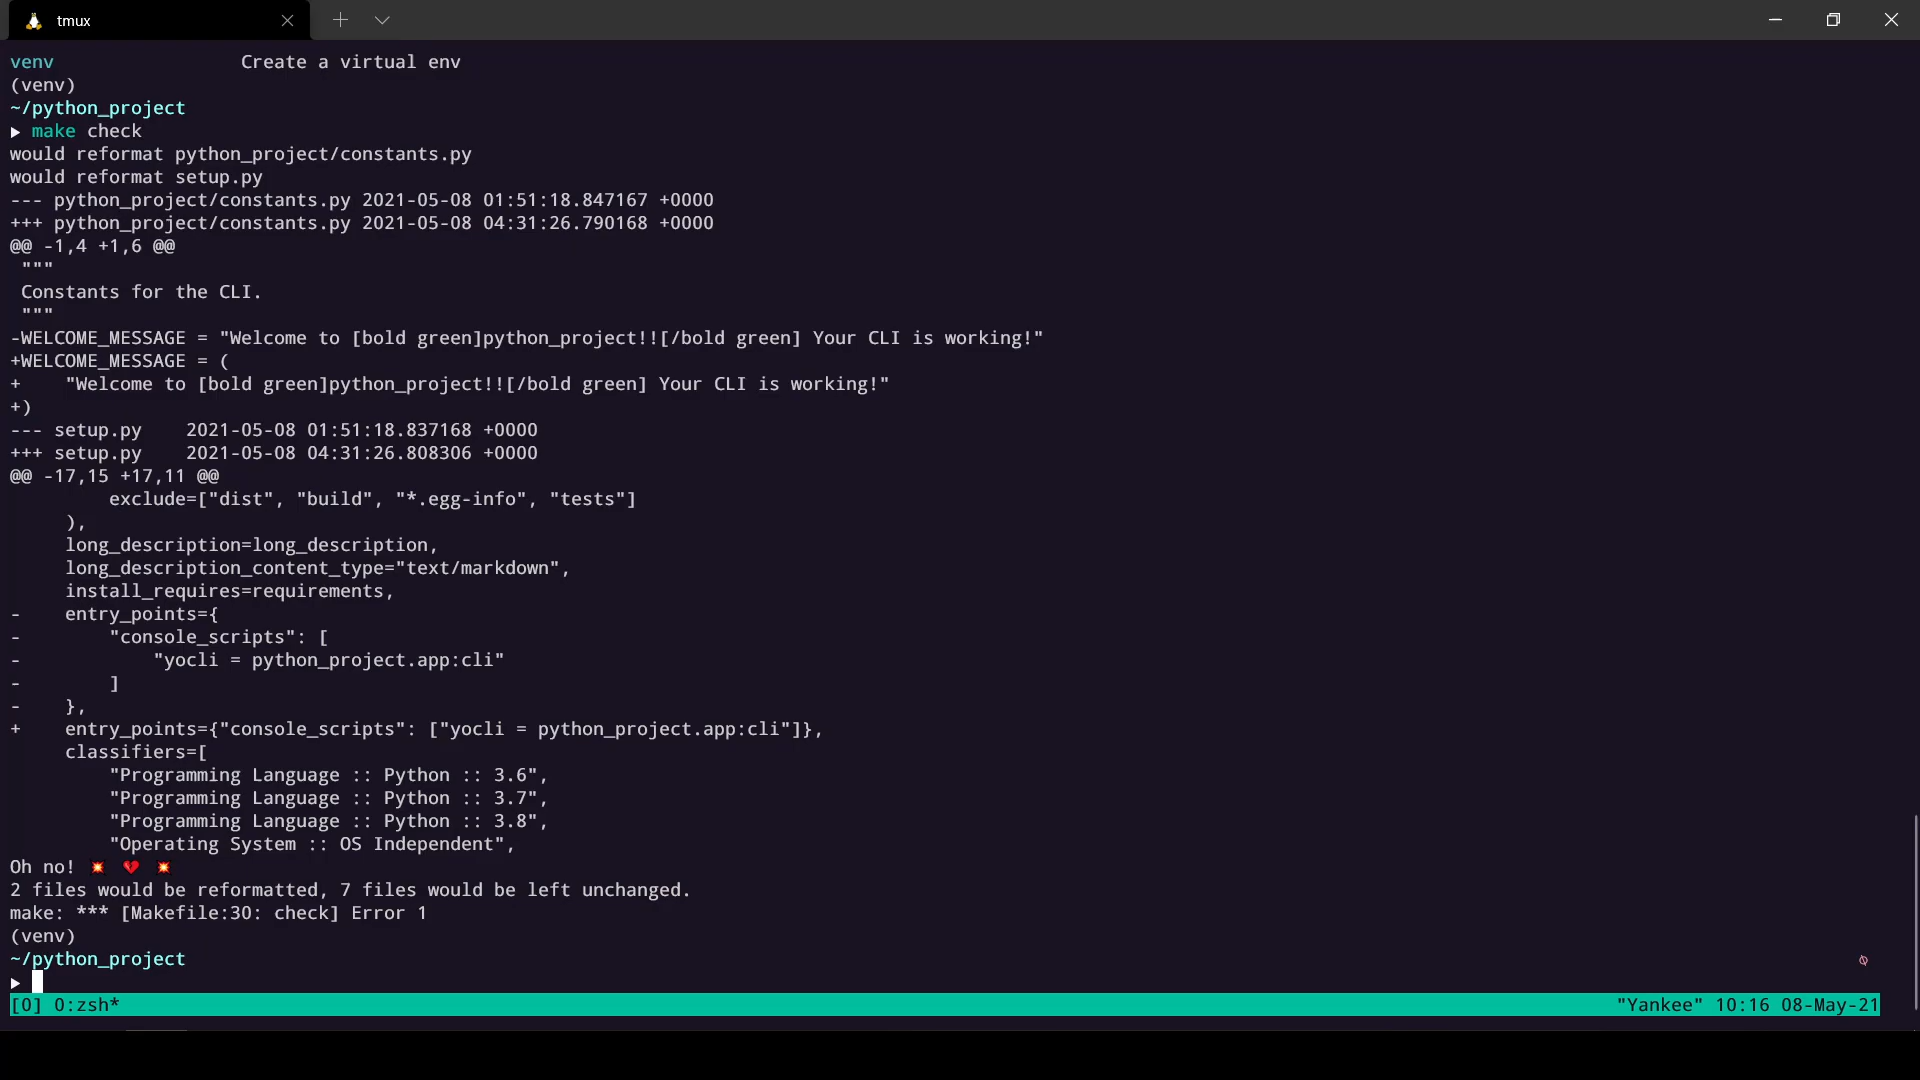 tmux
venv                 Create a virtual env
(venv)
~/python_project
▶ make check
would reformat python_project/constants.py
would reformat setup.py
--- python_project/constants.py 2021-05-08 01:51:18.847167 +0000
+++ python_project/constants.py 2021-05-08 04:31:26.790168 +0000
@@ -1,4 +1,6 @@
 """
 Constants for the CLI.
 """
-WELCOME_MESSAGE = "Welcome to [bold green]python_project!![/bold green] Your CLI is working!"
+WELCOME_MESSAGE = (
+    "Welcome to [bold green]python_project!![/bold green] Your CLI is working!"
+)
--- setup.py    2021-05-08 01:51:18.837168 +0000
+++ setup.py    2021-05-08 04:31:26.808306 +0000
@@ -17,15 +17,11 @@
         exclude=["dist", "build", "*.egg-info", "tests"]
     ),
     long_description=long_description,
     long_description_content_type="text/markdown",
     install_requires=requirements,
-    entry_points={
-        "console_scripts": [
-            "yocli = python_project.app:cli"
-        ]
-    },
+    entry_points={"console_scripts": ["yocli = python_project.app:cli"]},
     classifiers=[
         "Programming Language :: Python :: 3.6",
         "Programming Language :: Python :: 3.7",
         "Programming Language :: Python :: 3.8",
         "Operating System :: OS Independent",
Oh no! 💥 💔 💥
2 files would be reformatted, 7 files would be left unchanged.
make: *** [Makefile:30: check] Error 1
(venv)
~/python_project
▶
[0] 0:zsh* "Yankee" 10:16 08-May-21